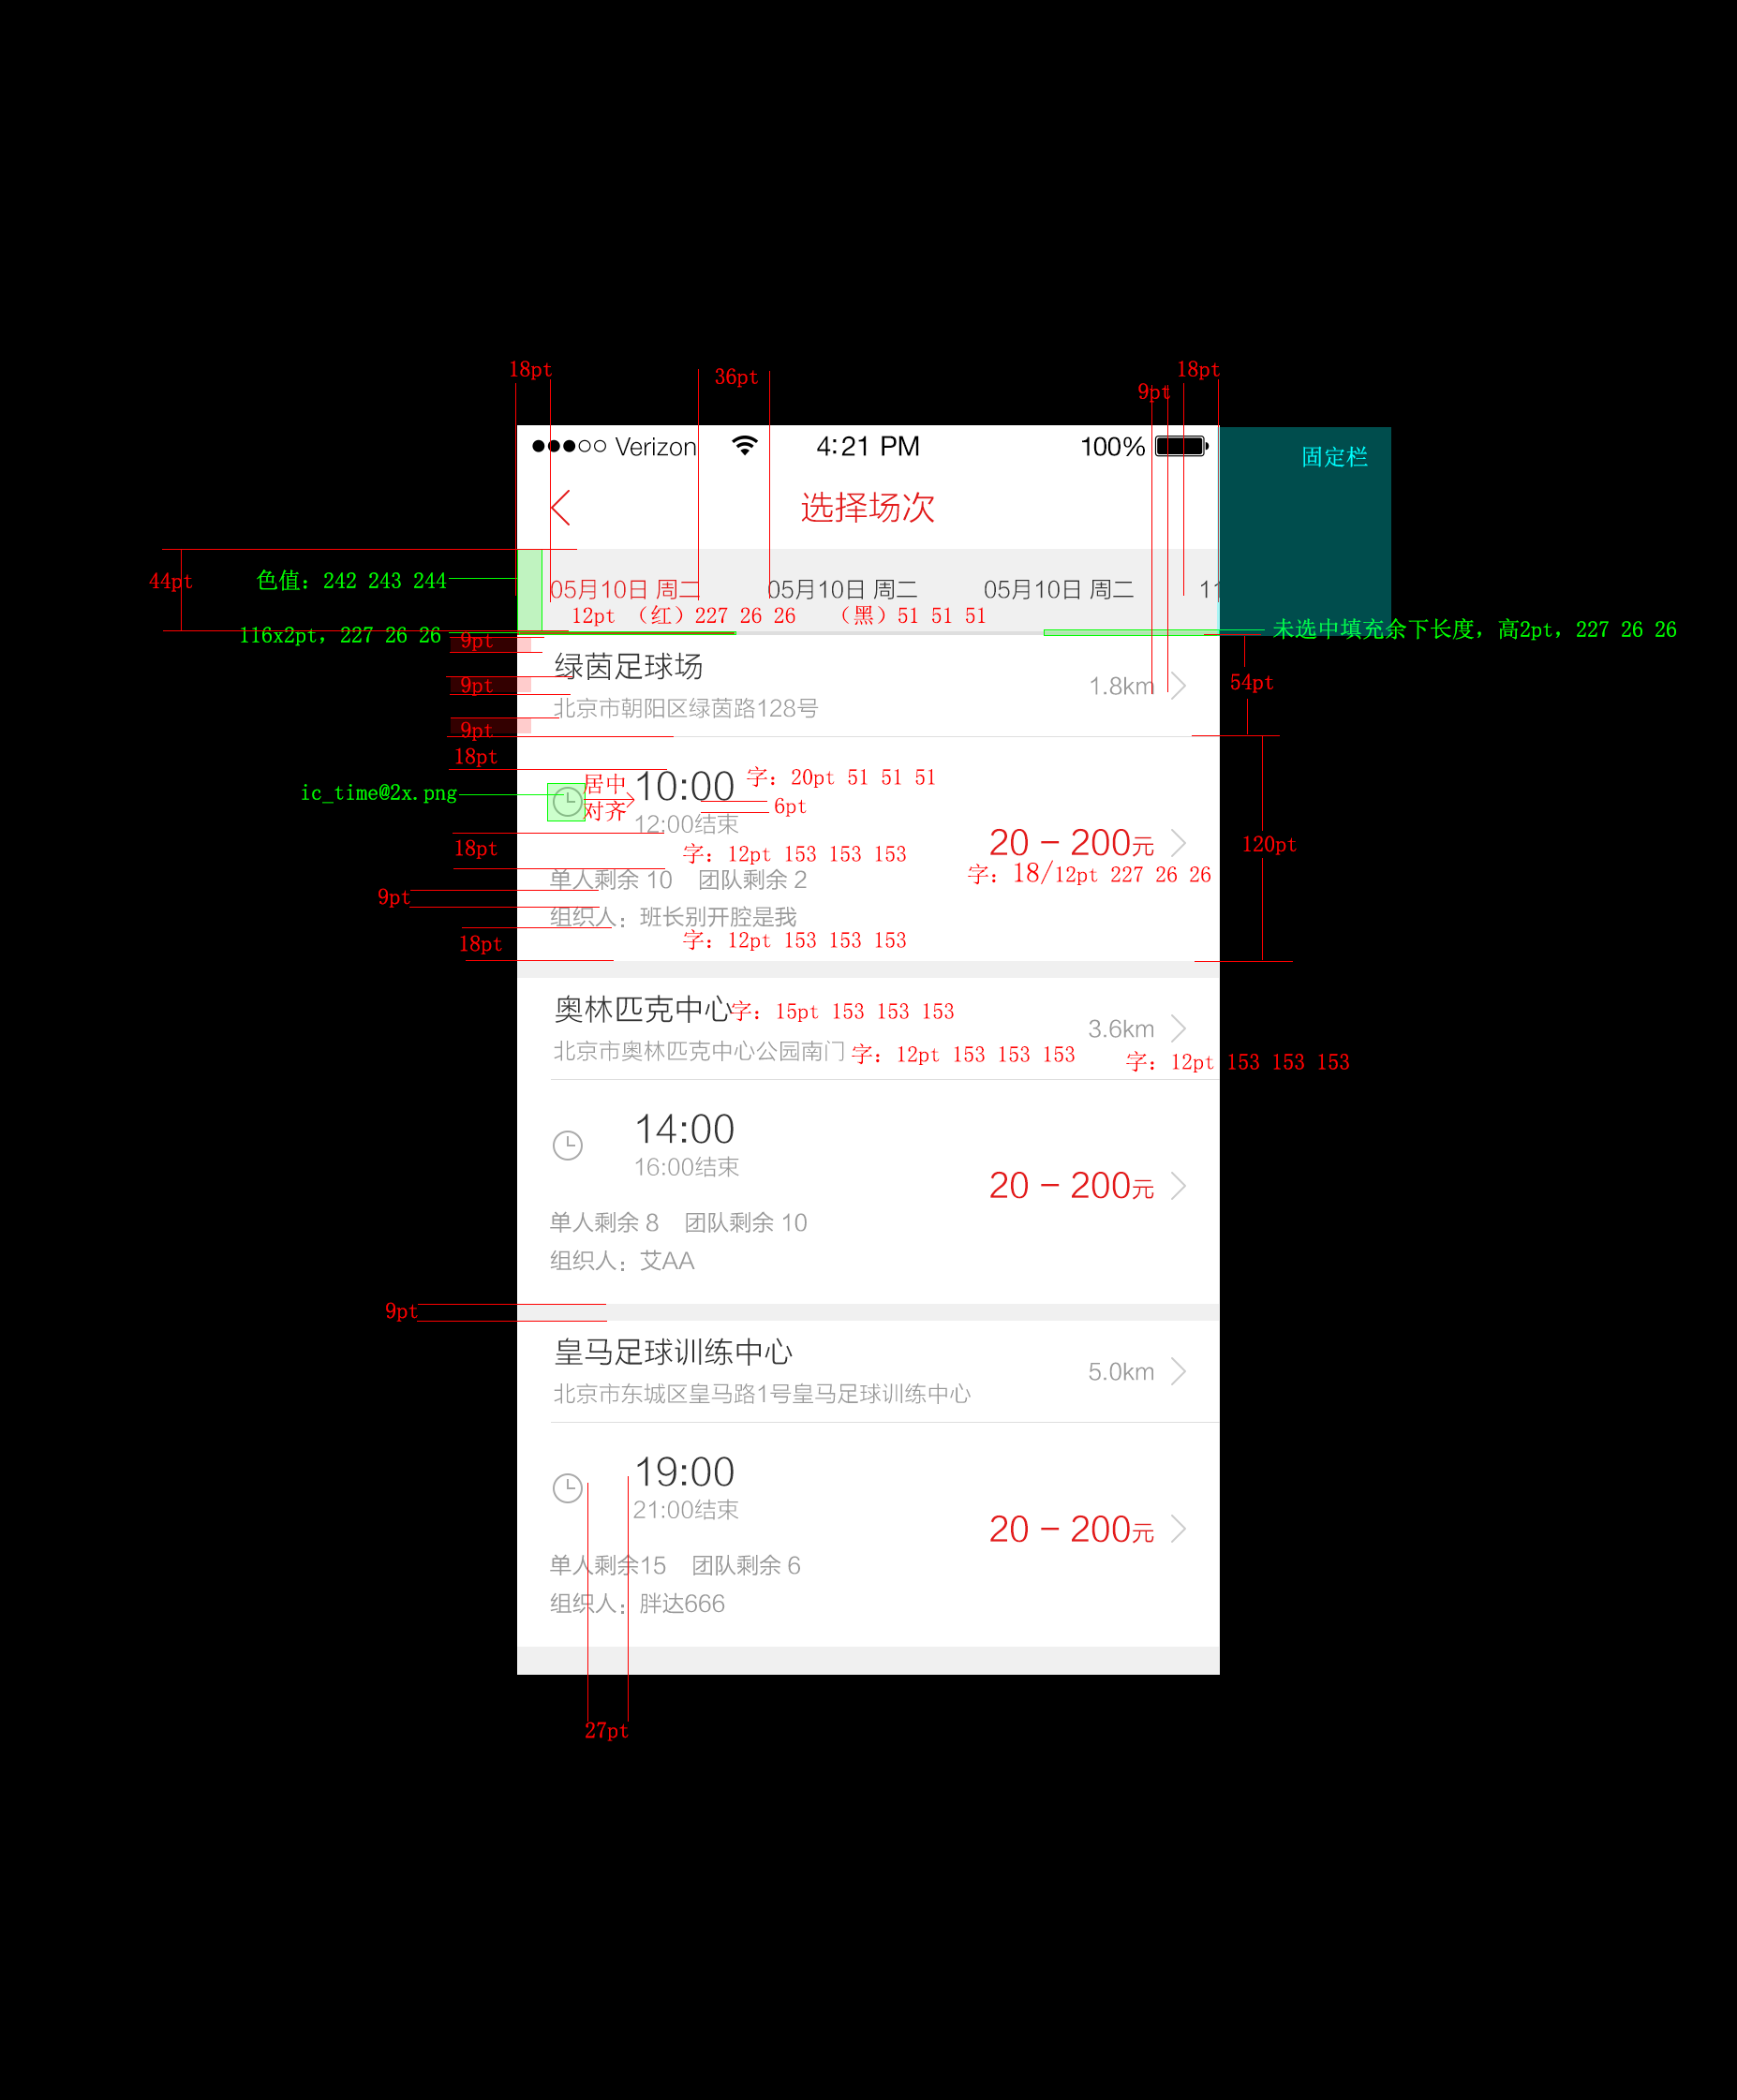 18pt
36pt
18pt
9pt
Verizon 4:21 PM 100%
固定栏
选择场次
44pt
色值: 242 243 244
05月10日 周二 05月10日 周二 05月10日 周二 11
12pt （红）227 26 26 （黑）51 51 51
116x2pt, 227 26 26
未选中填充余下长度, 高2pt, 227 26 26
9pt
绿茵足球场
9pt
1.8km
54pt
北京市朝阳区绿茵路128号
9pt
18pt
ic_time@2x.png
居中
对齐
10:00
字: 20pt 51 51 51
6pt
12:00结束
18pt
字: 12pt 153 153 153
20 - 200元
120pt
字: 18/12pt 227 26 26
单人剩余 10 团队剩余 2
9pt
组织人: 班长别开腔是我
18pt
字: 12pt 153 153 153
奥林匹克中心
字: 15pt 153 153 153
3.6km
北京市奥林匹克中心公园南门
字: 12pt 153 153 153
字: 12pt 153 153 153
14:00
16:00结束
20 - 200元
单人剩余 8 团队剩余 10
组织人: 艾AA
9pt
皇马足球训练中心
5.0km
北京市东城区皇马路1号皇马足球训练中心
19:00
21:00结束
20 - 200元
单人剩余15 团队剩余 6
组织人: 胖达666
27pt